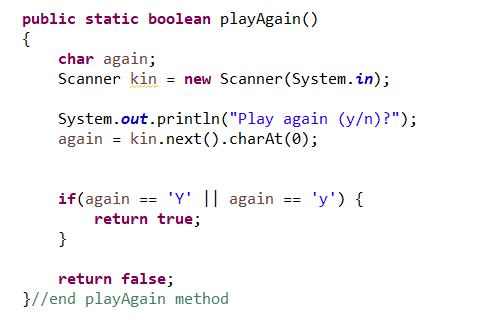 public static boolean playAgain()
{
    char again;
    Scanner kin = new Scanner(System.in);

    System.out.println("Play again (y/n)?");
    again = kin.next().charAt(0);


    if(again == 'Y' || again == 'y') {
        return true;
    }

    return false;
}//end playAgain method